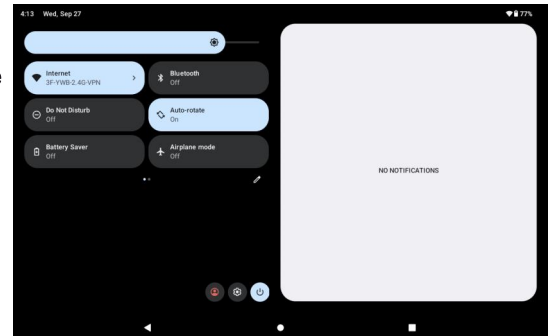 4:13 Wed, Sep 27
77%
Internet
3F-YWB-2.4G-VPN
Bluetooth
Off
Do Not Disturb
Off
Auto-rotate
On
Battery Saver
Off
Airplane mode
Off
NO NOTIFICATIONS
e